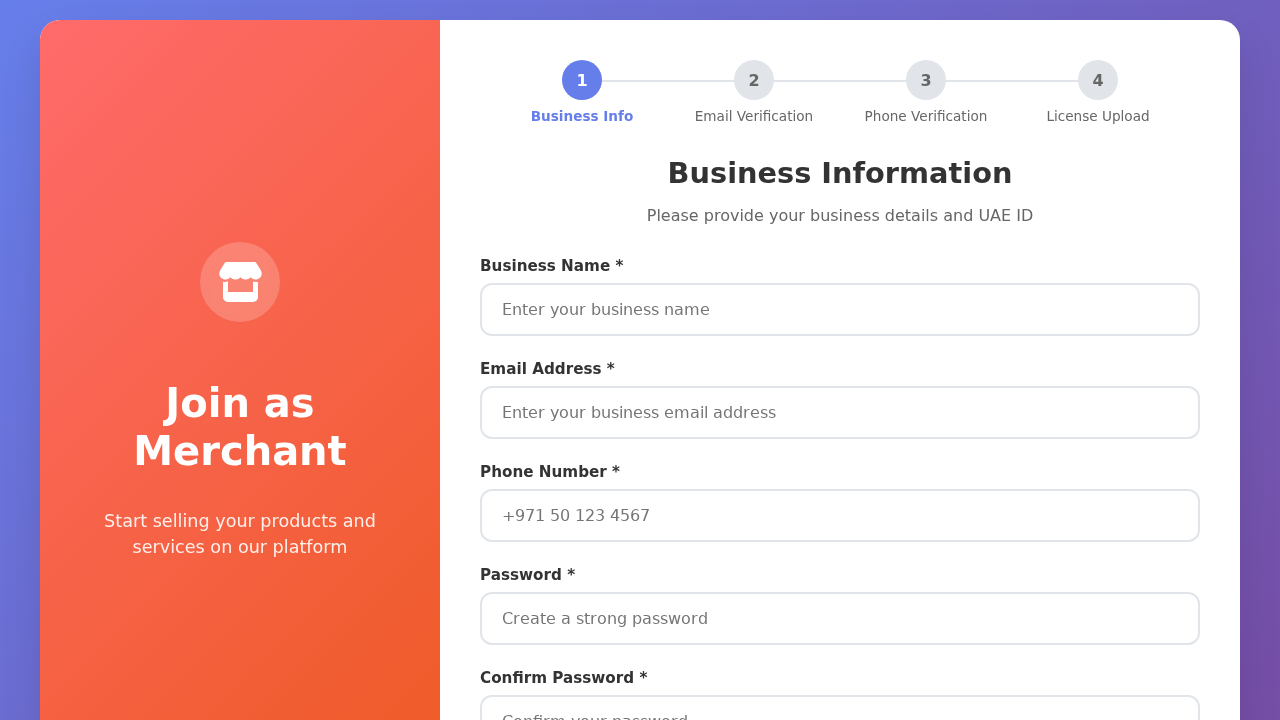 Join as
Merchant
Start selling your products and
services on our platform
1
2
3
4
Business Info
Email Verification
Phone Verification
License Upload
Business Information
Please provide your business details and UAE ID
Business Name *
Enter your business name
Email Address *
Enter your business email address
Phone Number *
+971 50 123 4567
Password *
Create a strong password
Confirm Password *
Confirm your password